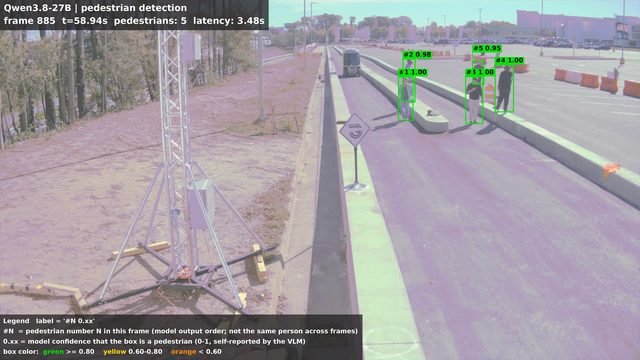 Qwen3.8-27B | pedestrian detection
frame 885 t=58.94s pedestrians: 5 latency: 3.48s
#2 0.98
#5 0.95
#4 1.00
#1 1.00
#3 1.00
Legend label = '#N 0.xx'
#N = pedestrian number N in this frame (model output order; not the same person across frames)
0.xx = model confidence that the box is a pedestrian (0-1, self-reported by the VLM)
box color: green >= 0.80 yellow 0.60-0.80 orange < 0.60